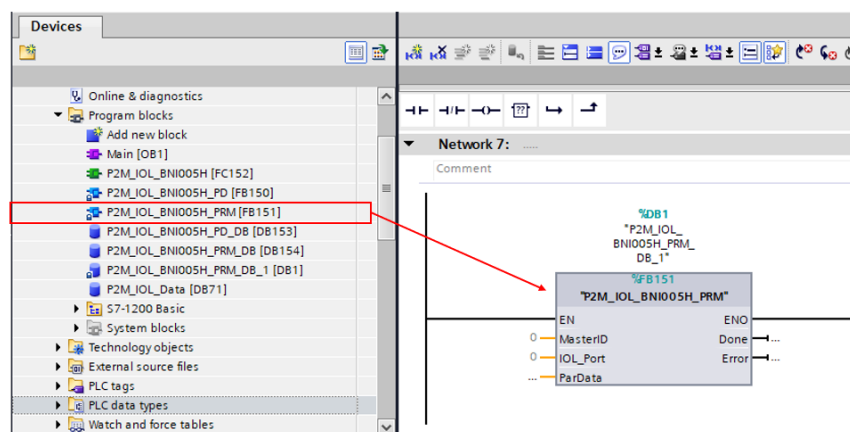 Devices
Online & diagnostics
Program blocks
Add new block
Main [OB1]
P2M_IOL_BNI005H [FC152]
P2M_IOL_BNI005H_PD [FB150]
P2M_IOL_BNI005H_PRM [FB151]
P2M_IOL_BNI005H_PD_DB [DB153]
P2M_IOL_BNI005H_PRM_DB [DB154]
P2M_IOL_BNI005H_PRM_DB_1 [DB1]
P2M_IOL_Data [DB71]
S7-1200 Basic
System blocks
Technology objects
External source files
PLC tags
PLC data types
Watch and force tables
??
Network 7: .....
Comment
%DB1
"P2M_IOL_
BNI005H_PRM_
DB_1"
%FB151
"P2M_IOL_BNI005H_PRM"
EN ENO
0 MasterID Done ...
0 IOL_Port Error ...
... ParData